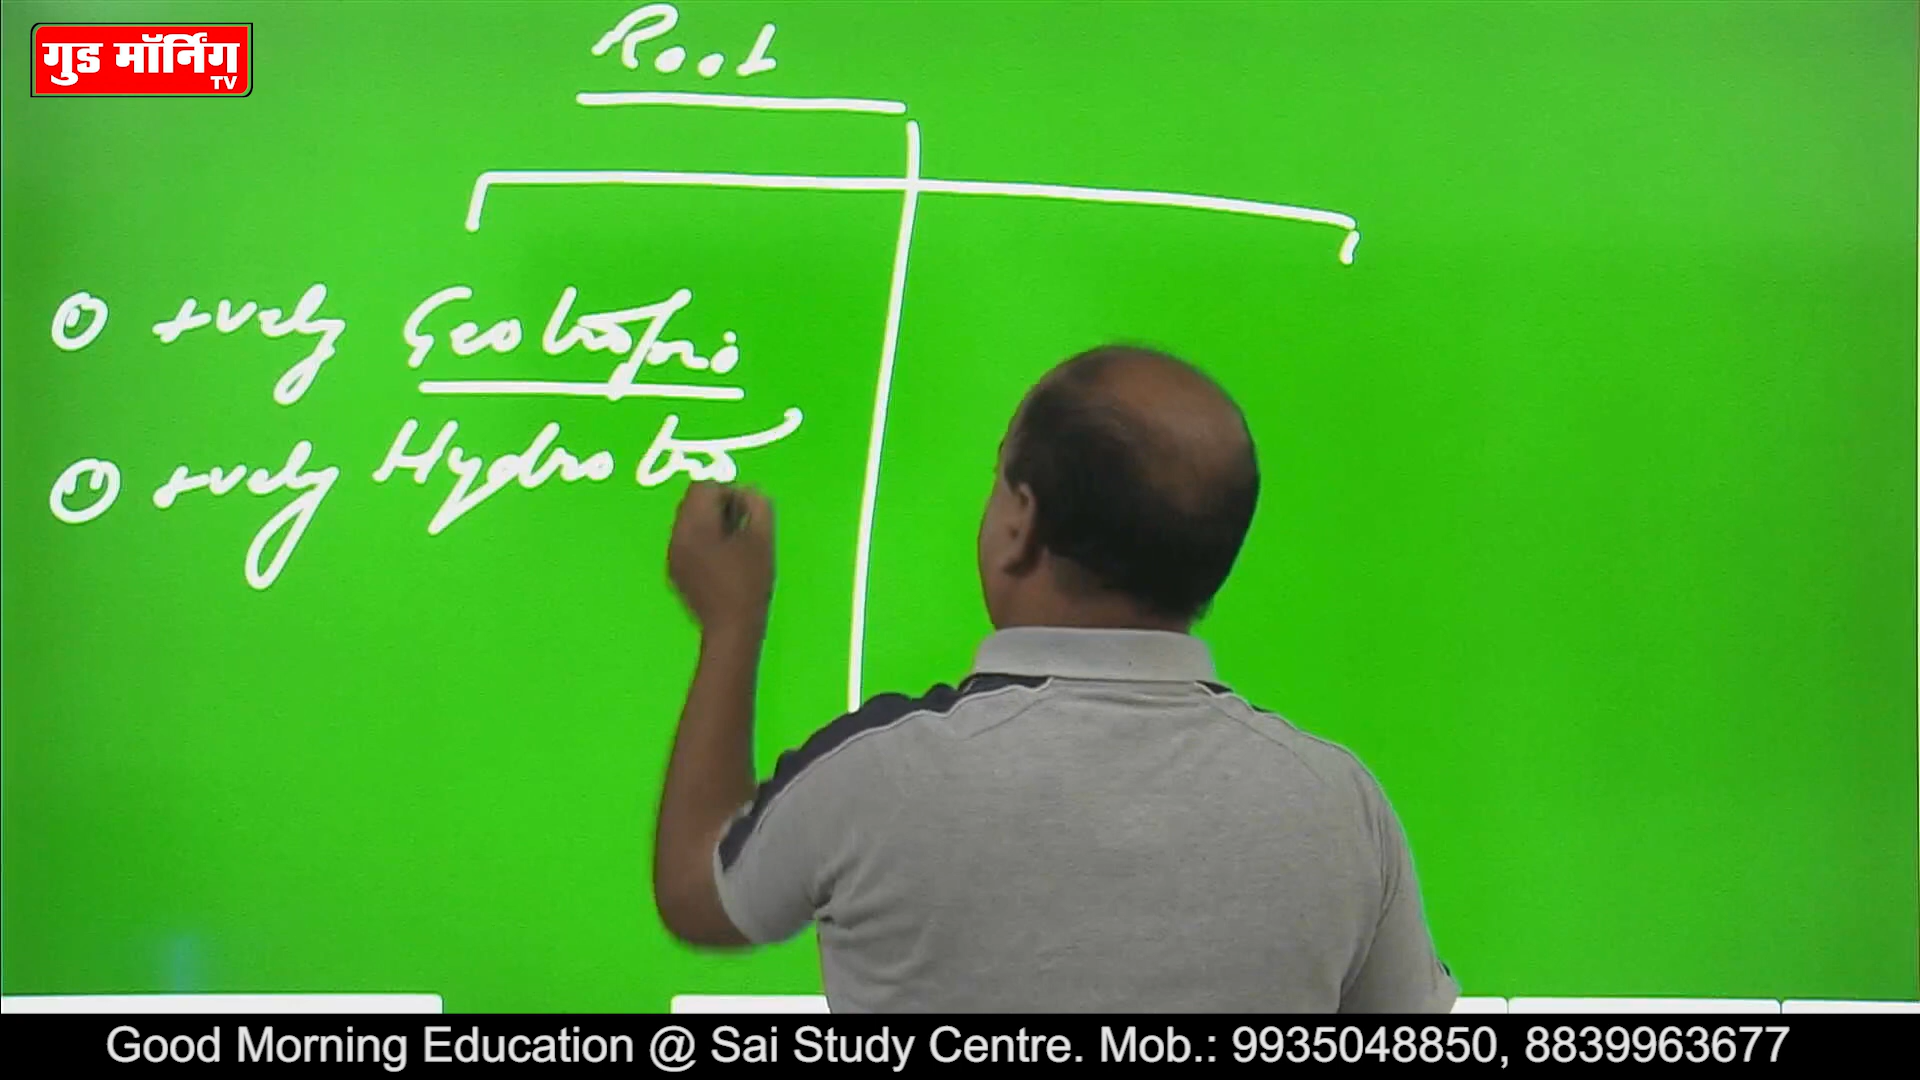 गुड मॉर्निंग
TV
Root
+vely Geotropic
+vely Hydrotro
Good Morning Education @ Sai Study Centre. Mob.: 9935048850, 8839963677